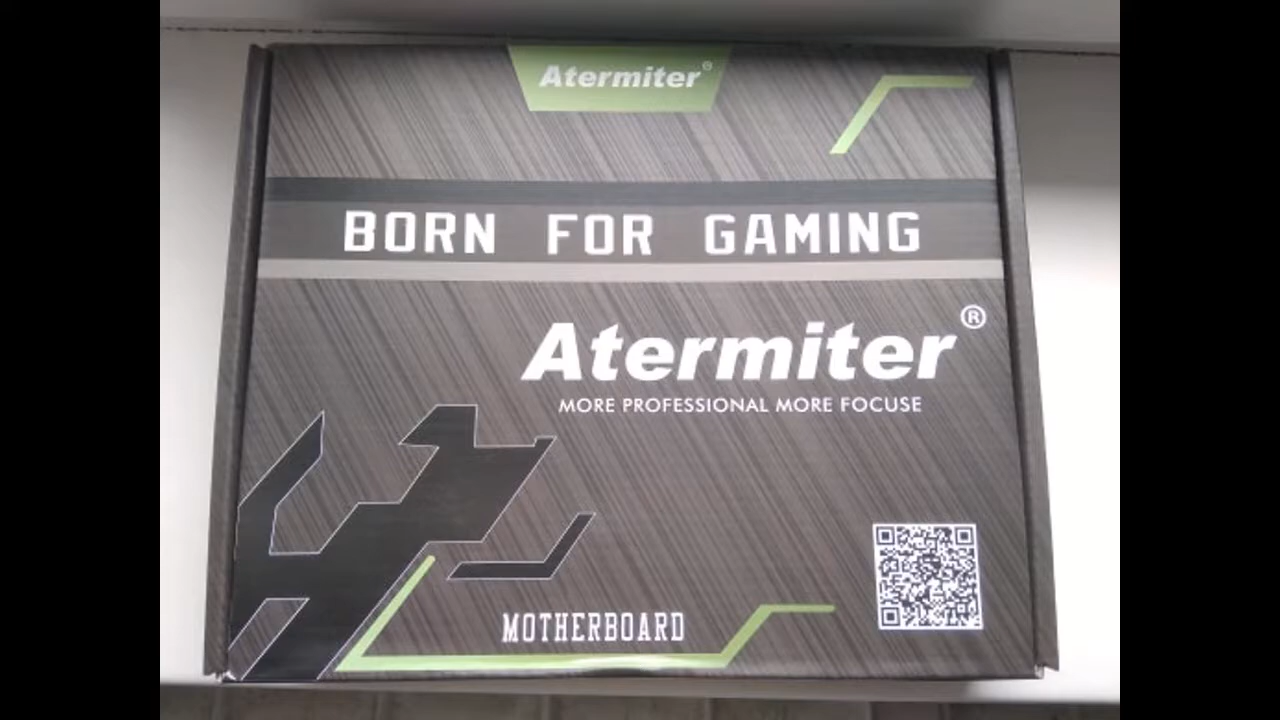 Atermiter®
BORN FOR GAMING
Atermiter®
MORE PROFESSIONAL MORE FOCUSE
MOTHERBOARD